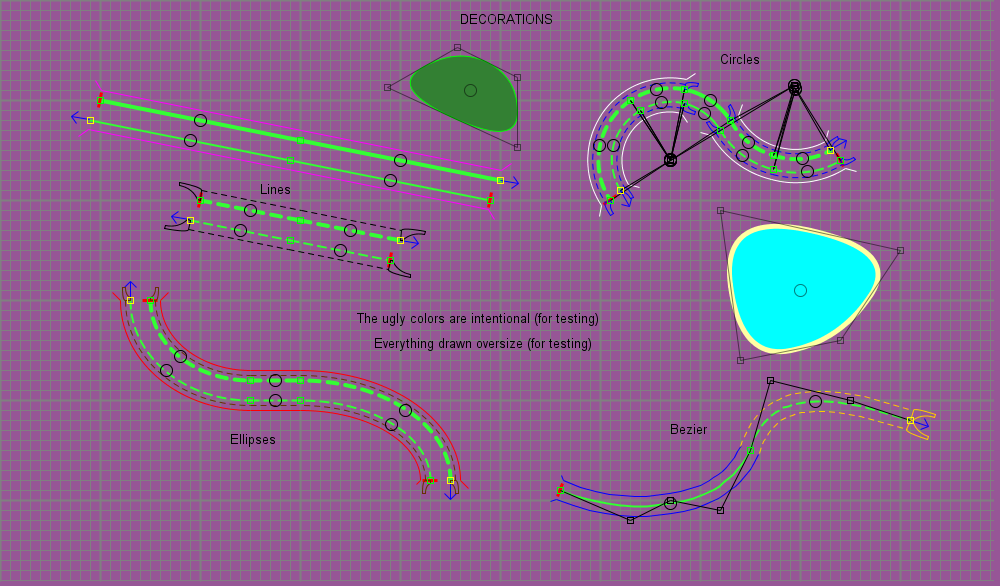 DECORATIONS
Circles
Lines
The ugly colors are intentional (for testing)
Everything drawn oversize (for testing)
Ellipses
Bezier